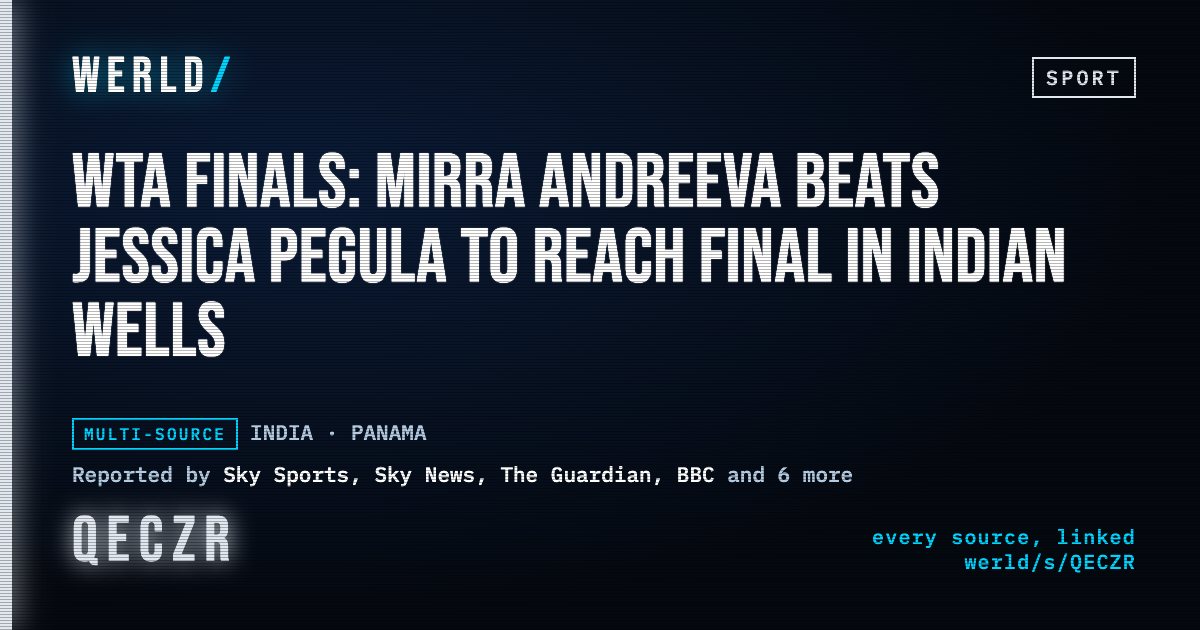 WERLD/
SPORT
WTA FINALS: MIRRA ANDREEVA BEATS
JESSICA PEGULA TO REACH FINAL IN INDIAN
WELLS
MULTI-SOURCE INDIA · PANAMA
Reported by Sky Sports, Sky News, The Guardian, BBC and 6 more
QECZR
every source, linked
werld/s/QECZR